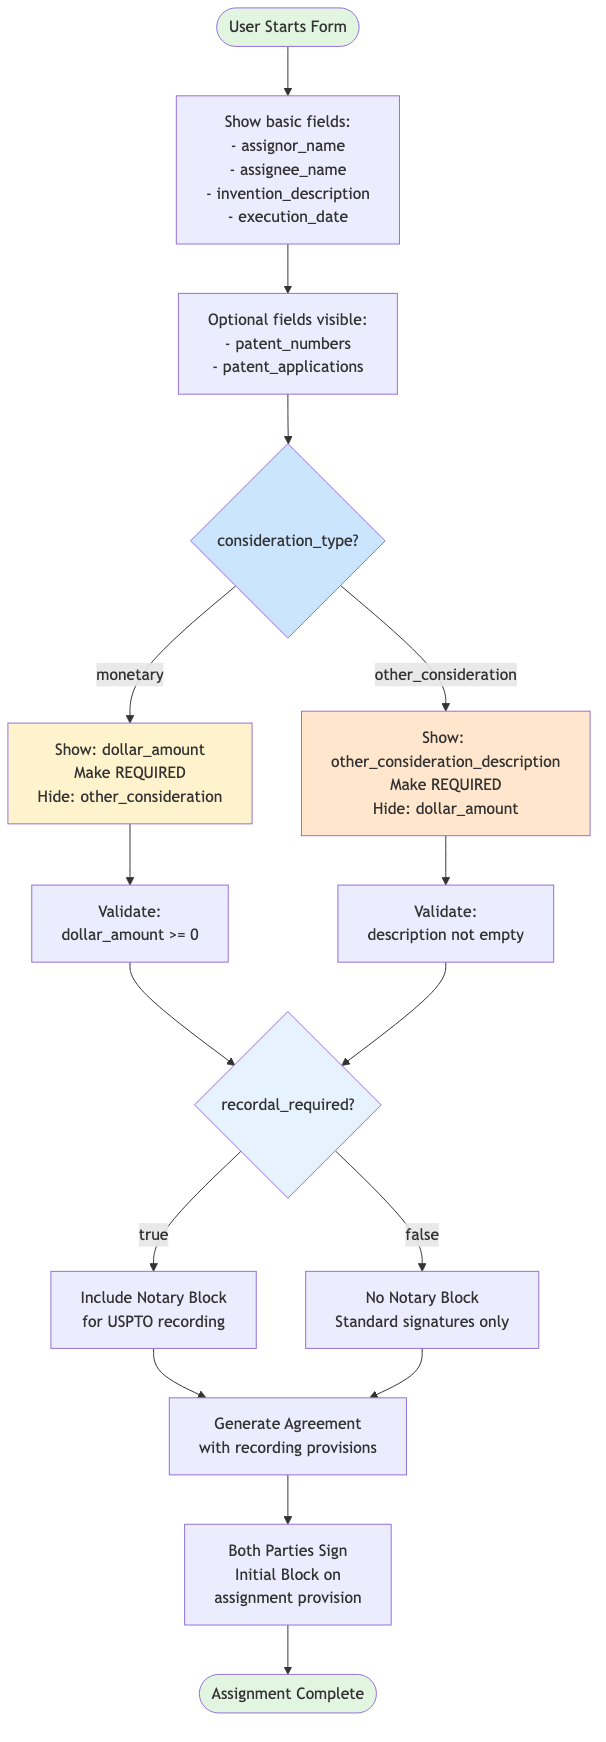 User Starts Form
Show basic fields:
- assignor_name
- assignee_name
- invention_description
- execution_date
Optional fields visible:
- patent_numbers
- patent_applications
consideration_type?
monetary
other_consideration
Show: dollar_amount
Make REQUIRED
Hide: other_consideration
Show:
other_consideration_description
Make REQUIRED
Hide: dollar_amount
Validate:
dollar_amount >= 0
Validate:
description not empty
recordal_required?
true
false
Include Notary Block
for USPTO recording
No Notary Block
Standard signatures only
Generate Agreement
with recording provisions
Both Parties Sign
Initial Block on
assignment provision
Assignment Complete